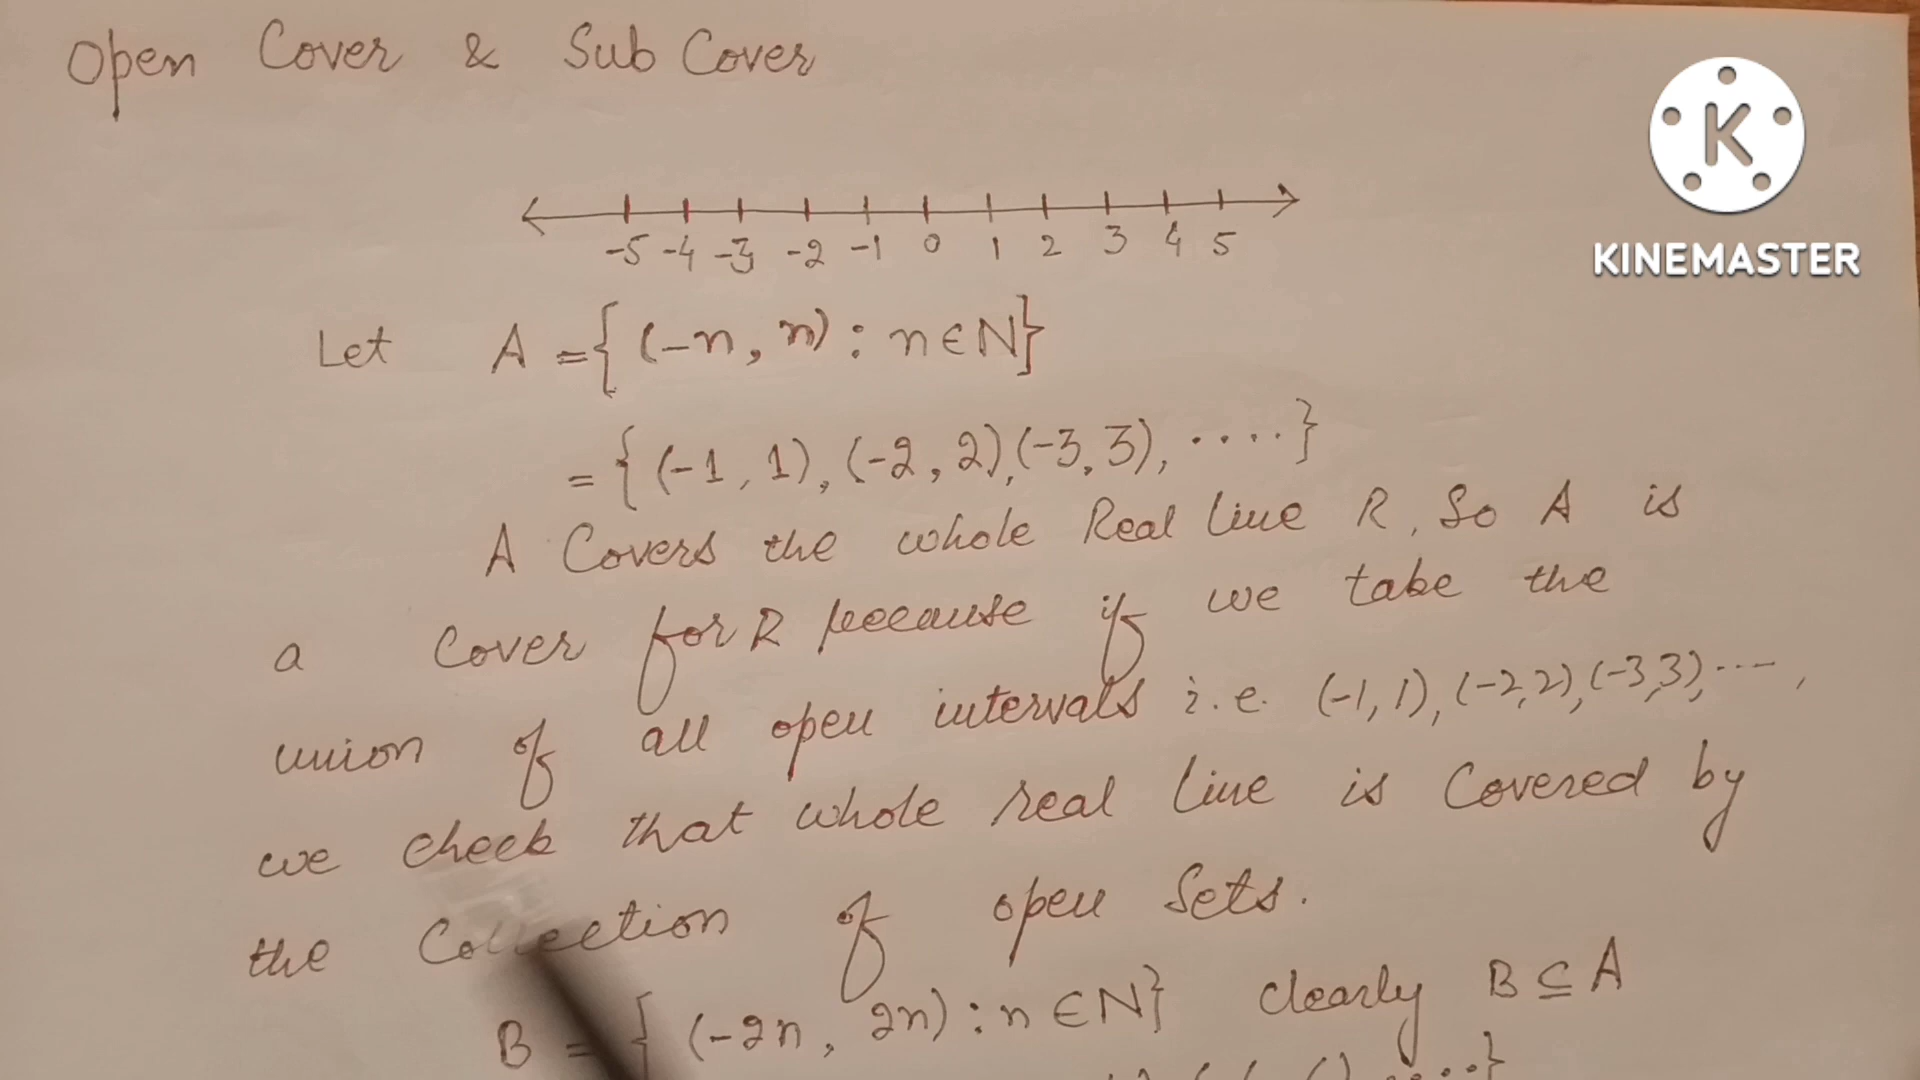 Open Cover & Sub Cover
K
KINEMASTER
-5 -4 -3 -2 -1 0 1 2 3 4 5
Let A = { (-n, n) : n ∈ N}
= { (-1, 1), (-2, 2), (-3, 3), ....}
A Covers the whole Real line R, So A is
a Cover for R because if we take the
union of all open intervals i.e. (-1, 1), (-2, 2), (-3, 3), ...,
we check that whole real line is Covered by
the Collection of open Sets.
B = { (-2n, 2n) : n ∈ N} clearly B ⊆ A